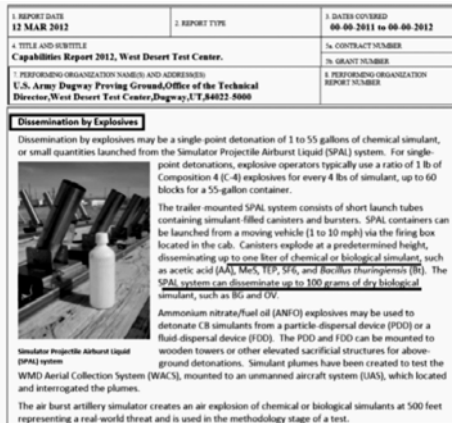 1. REPORT DATE
12 MAR 2012
2. REPORT TYPE
3. DATES COVERED
00-00-2011 to 00-00-2012
4. TITLE AND SUBTITLE
Capabilities Report 2012, West Desert Test Center.
5a. CONTRACT NUMBER
5b. GRANT NUMBER
7. PERFORMING ORGANIZATION NAME(S) AND ADDRESS(ES)
U.S. Army Dugway Proving Ground,Office of the Technical
Director,West Desert Test Center,Dugway,UT,84022-5000
8. PERFORMING ORGANIZATION
REPORT NUMBER
Dissemination by Explosives
Dissemination by explosives may be a single-point detonation of 1 to 55 gallons of chemical simulant,
or small quantities launched from the Simulator Projectile Airburst Liquid (SPAL) system. For single-
point detonations, explosive operators typically use a ratio of 1 lb of
Composition 4 (C-4) explosives for every 4 lbs of simulant, up to 60
blocks for a 55-gallon container.
The trailer-mounted SPAL system consists of short launch tubes
containing simulant-filled canisters and bursters. SPAL containers can
be launched from a moving vehicle (1 to 10 mph) via the firing box
located in the cab. Canisters explode at a predetermined height,
disseminating up to one liter of chemical or biological simulant, such
as acetic acid (AA), MeS, TEP, SF6, and Bacillus thuringiensis (Bt). The
SPAL system can disseminate up to 100 grams of dry biological
simulant, such as BG and OV.
Ammonium nitrate/fuel oil (ANFO) explosives may be used to
detonate CB simulants from a particle-dispersal device (PDD) or a
fluid-dispersal device (FDD). The PDD and FDD can be mounted to
wooden towers or other elevated sacrificial structures for above-
ground detonations. Simulant plumes have been created to test the
Simulator Projectile Airburst Liquid
(SPAL) system
WMD Aerial Collection System (WACS), mounted to an unmanned aircraft system (UAS), which located
and interrogated the plumes.
The air burst artillery simulator creates an air explosion of chemical or biological simulants at 500 feet
representing a real-world threat and is used in the methodology stage of a test.